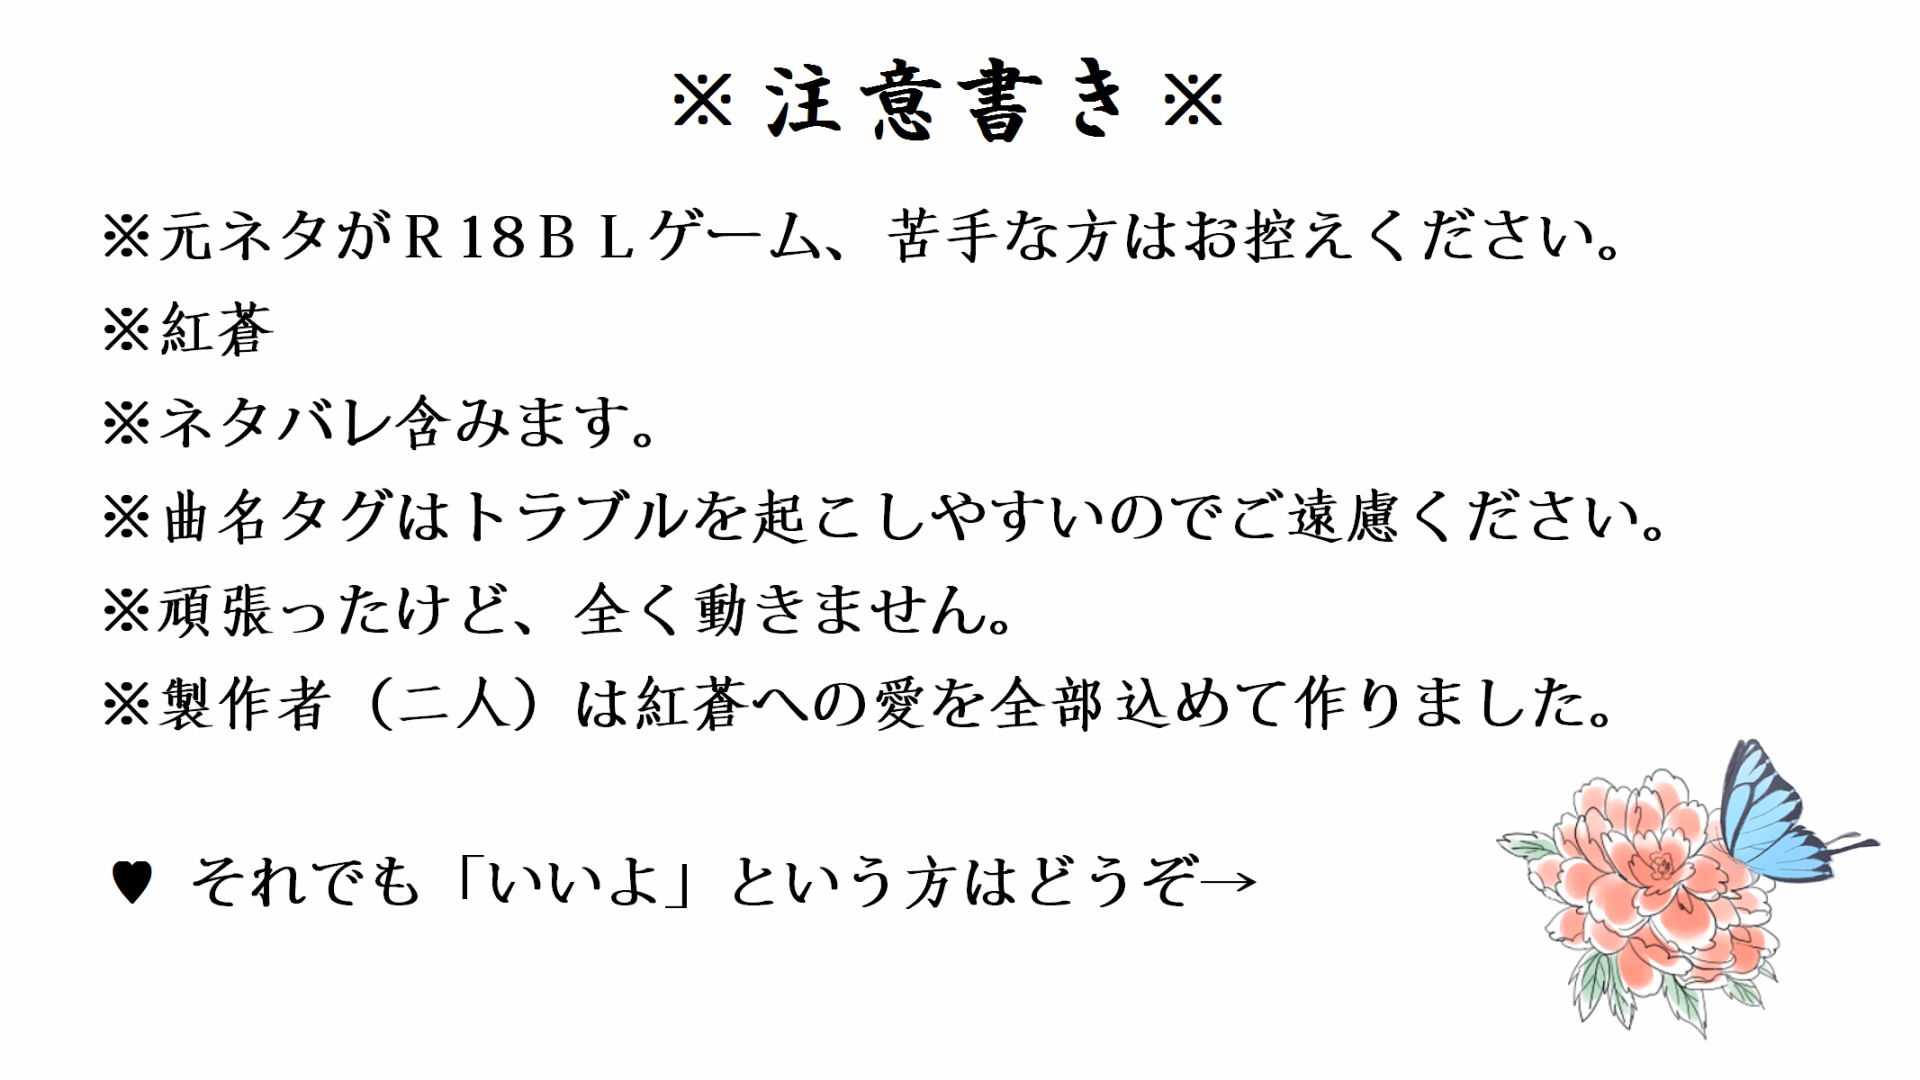 ※注意書き※
※元ネタがＲ18ＢＬゲーム、苦手な方はお控えください。
※紅蒼
※ネタバレ含みます。
※曲名タグはトラブルを起こしやすいのでご遠慮ください。
※頑張ったけど、全く動きません。
※製作者（二人）は紅蒼への愛を全部込めて作りました。
♥ それでも「いいよ」という方はどうぞ→